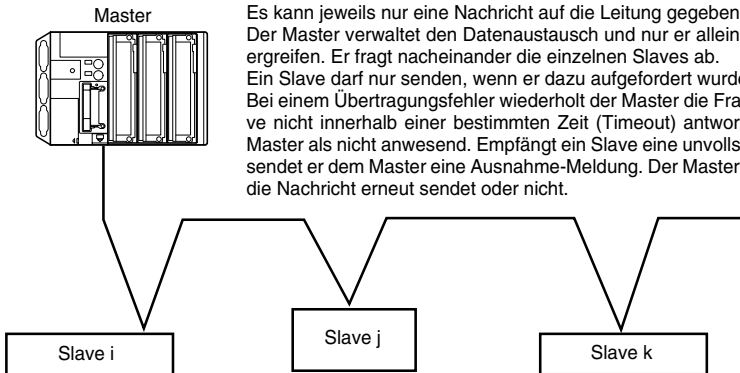 Master
Es kann jeweils nur eine Nachricht auf die Leitung gegeben
Der Master verwaltet den Datenaustausch und nur er allein
ergreifen. Er fragt nacheinander die einzelnen Slaves ab.
Ein Slave darf nur senden, wenn er dazu aufgefordert wurde
Bei einem Übertragungsfehler wiederholt der Master die Fra
ve nicht innerhalb einer bestimmten Zeit (Timeout) antwor
Master als nicht anwesend. Empfängt ein Slave eine unvolls
sendet er dem Master eine Ausnahme-Meldung. Der Master
die Nachricht erneut sendet oder nicht.
Slave i
Slave j
Slave k